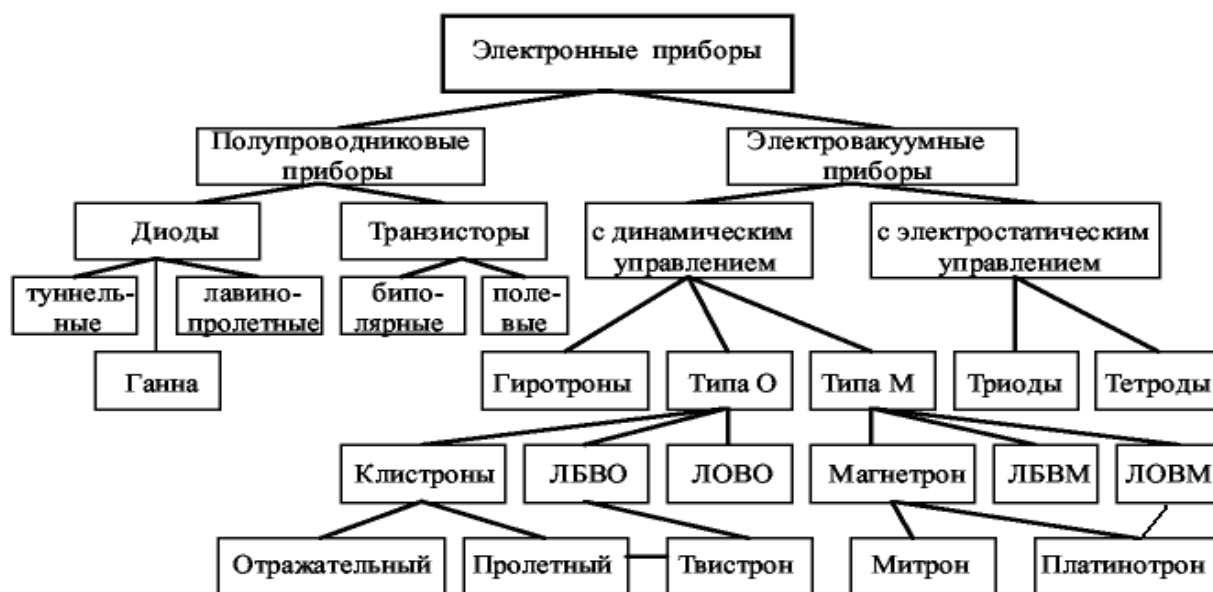 Электронные приборы
Полупроводниковые
приборы
Электровакуумные
приборы
Диоды
Транзисторы
с динамическим
управлением
с электростатическим
управлением
туннель-
ные
лавино-
пролетные
бипо-
лярные
поле-
вые
Ганна
Гиротроны
Типа О
Типа М
Триоды
Тетроды
Клистроны
ЛБВО
ЛОВО
Магнетрон
ЛБВМ
ЛОВМ
Отражательный
Пролетный
Твистрон
Митрон
Платинотрон